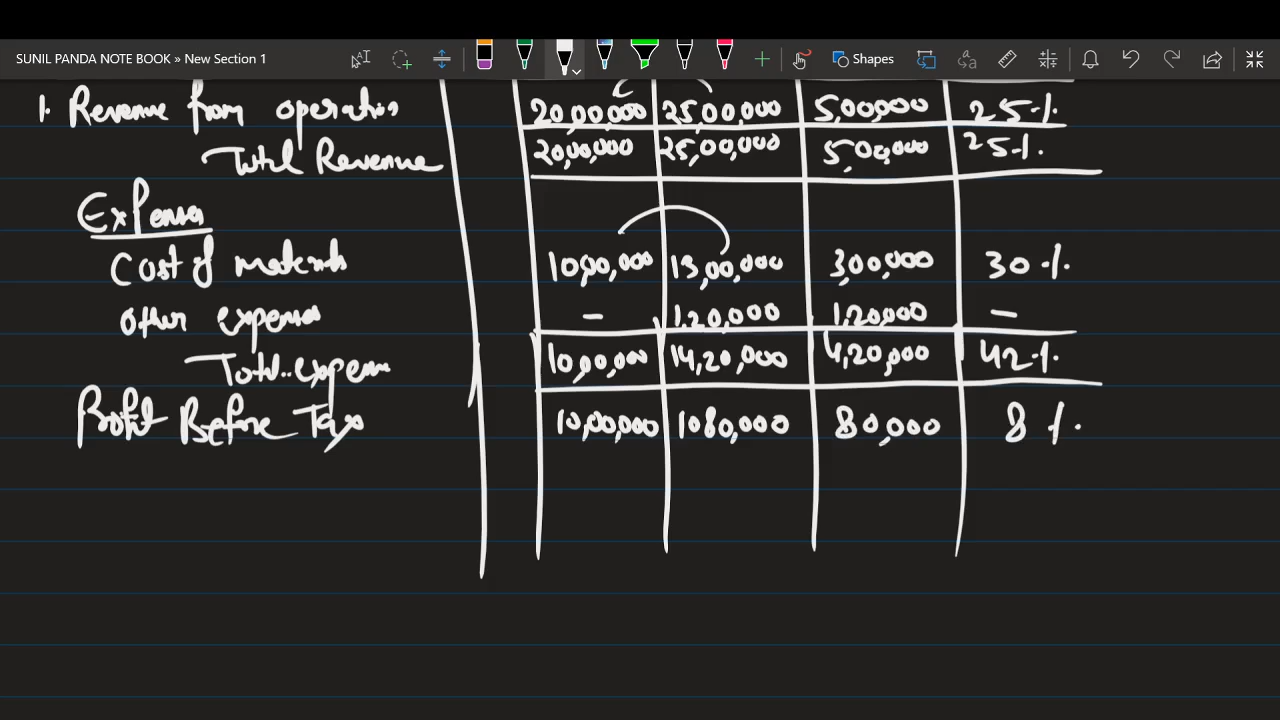 SUNIL PANDA NOTE BOOK » New Section 1 Shapes
1. Revenue from operation 20,00,000 25,00,000 5,00,000 25%.
Total Revenue 20,00,000 25,00,000 5,00,000 25%.
Expenses
Cost of materials 10,00,000 13,00,000 3,00,000 30%.
other expenses - 1,20,000 1,20,000 -
Total expense 10,00,000 14,20,000 4,20,000 42%.
Profit Before Tax 10,00,000 1080,000 80,000 8%.